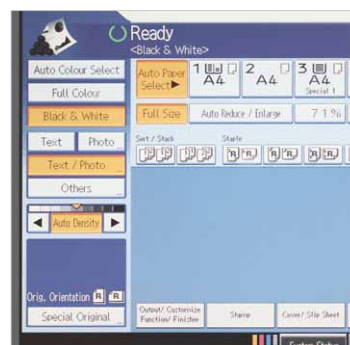 Ready
<Black & White>
Auto Colour Select
Full Colour
Black & White
Text Photo
Text / Photo
Others
Auto Density
Orig. Orientation R R
Special Original
Auto Paper
Select▶
1 A4
2 A4
3 A4
Special 1
Full Size
Auto Reduce / Enlarge
71%
Sort / Stack
Staple
Output/ Customize
Function/ Finisher
Stamp
Cover/ Slip Sheet
System Status